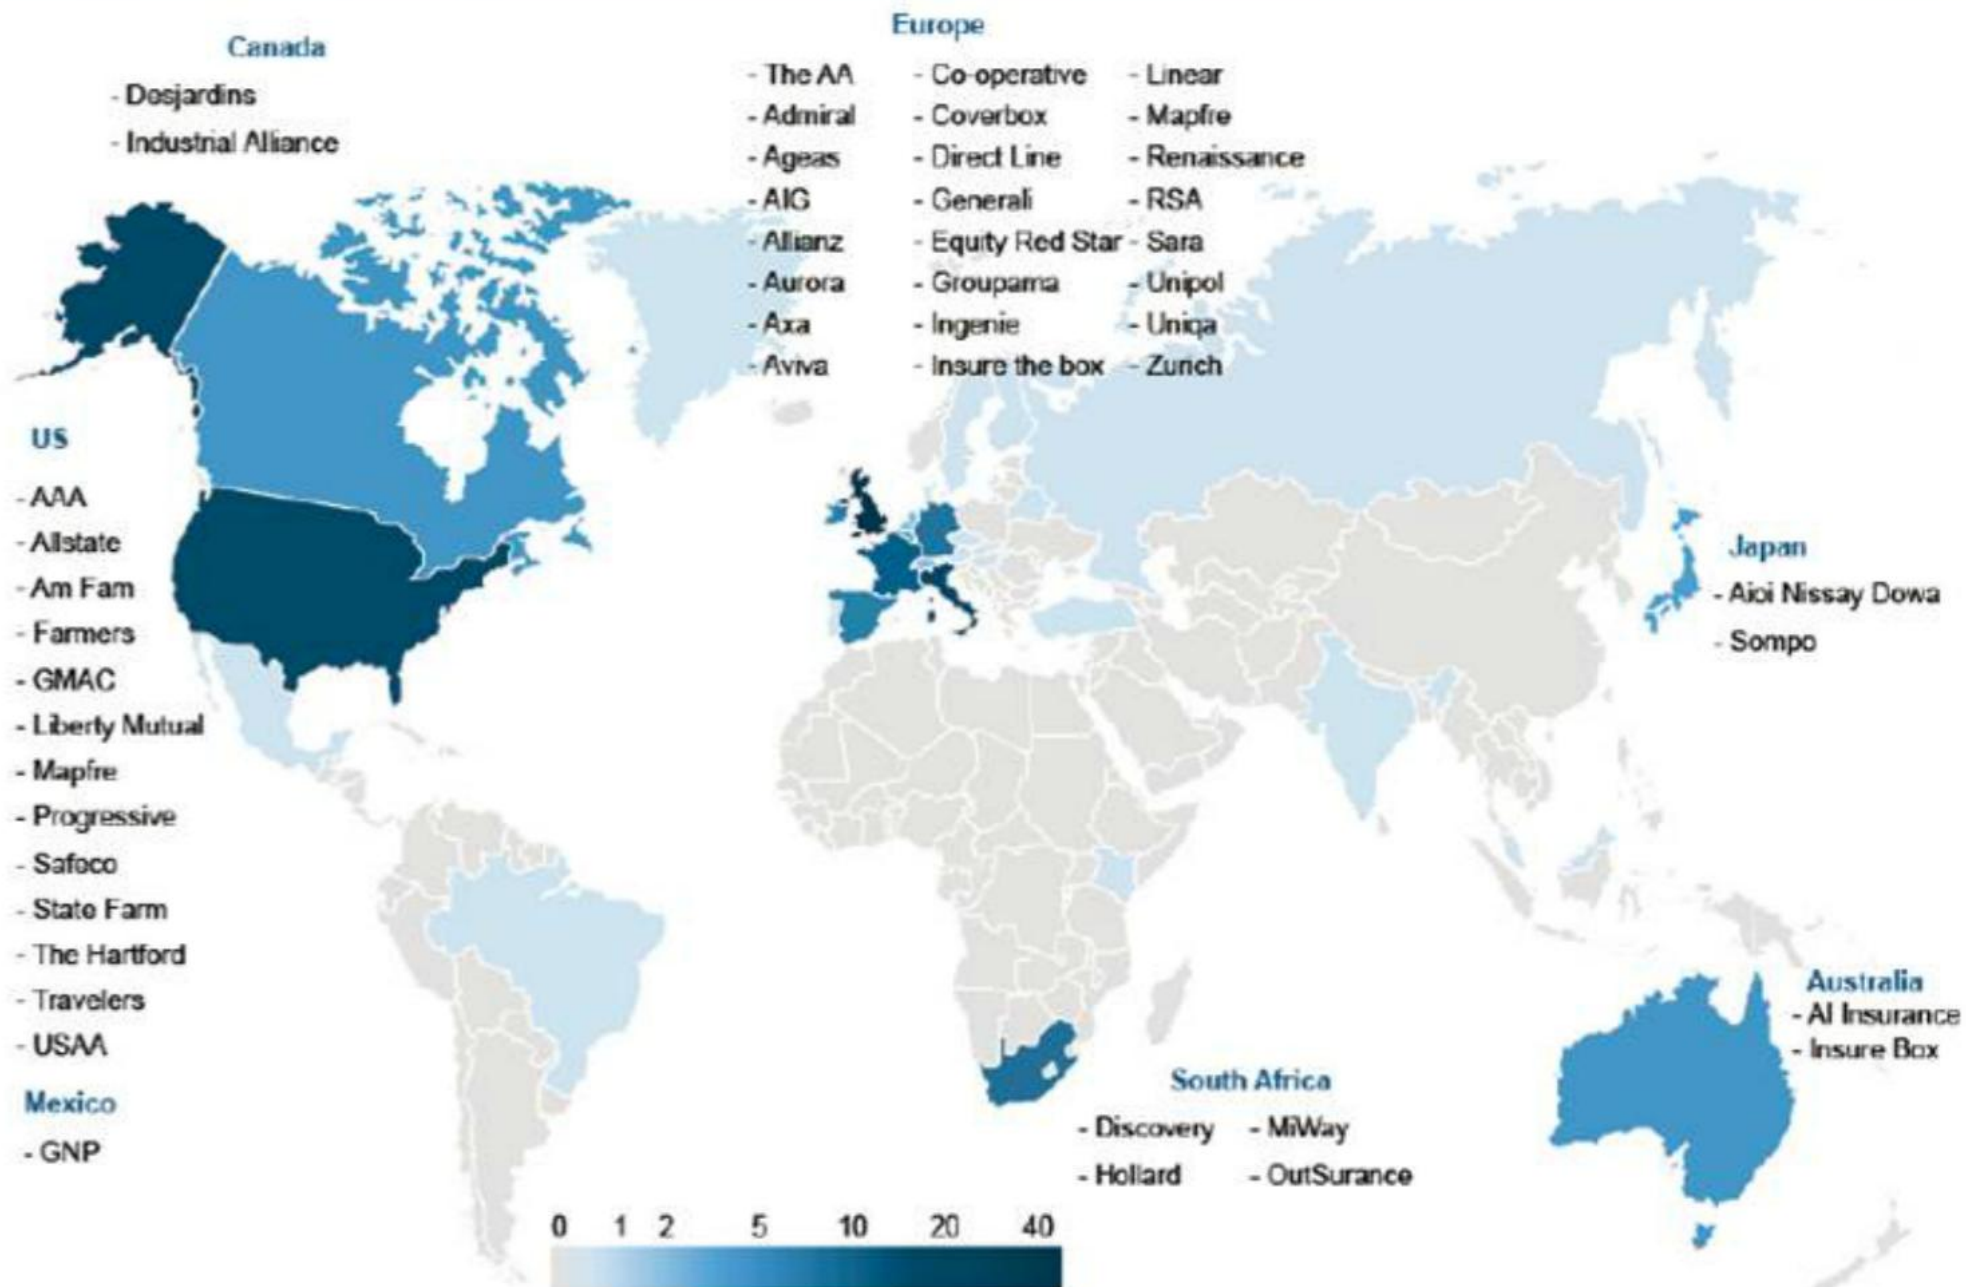 Canada
- Desjardins
- Industrial Alliance
Europe
- The AA
- Admiral
- Ageas
- AIG
- Allianz
- Aurora
- Axa
- Aviva
- Co-operative
- Coverbox
- Direct Line
- Generali
- Equity Red Star
- Groupama
- Ingenie
- Insure the box
- Linear
- Mapfre
- Renaissance
- RSA
- Sara
- Unipol
- Uniqa
- Zurich
US
- AAA
- Allstate
- Am Fam
- Farmers
- GMAC
- Liberty Mutual
- Mapfre
- Progressive
- Safeco
- State Farm
- The Hartford
- Travelers
- USAA
Mexico
- GNP
Japan
- Aioi Nissay Dowa
- Sompo
Australia
- AI Insurance
- Insure Box
South Africa
- Discovery
- Hollard
- MiWay
- OutSurance
0 1 2 5 10 20 40